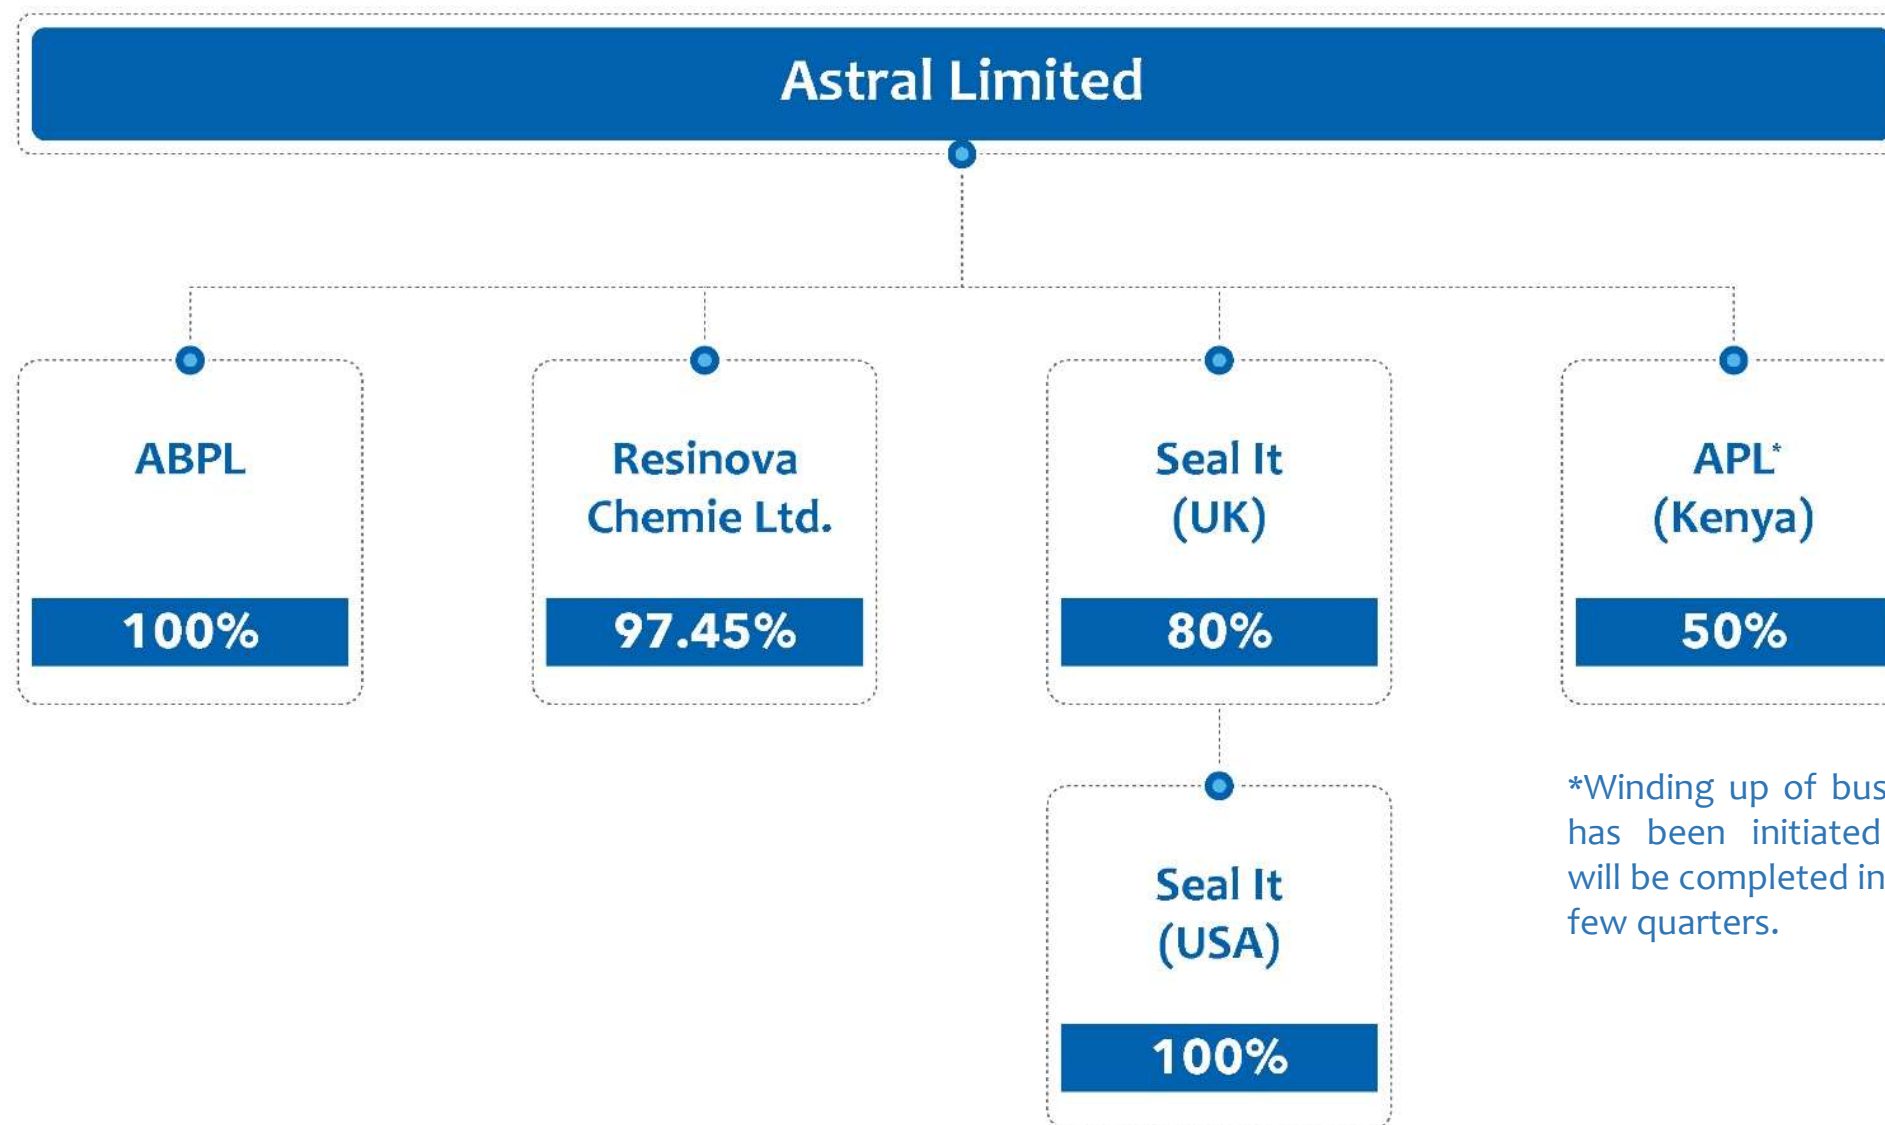 Astral Limited
ABPL
100%
Resinova
Chemie Ltd.
97.45%
Seal It
(UK)
80%
APL*
(Kenya)
50%
*Winding up of
has been initiated
will be completed in
few quarters.
Seal It
(USA)
100%